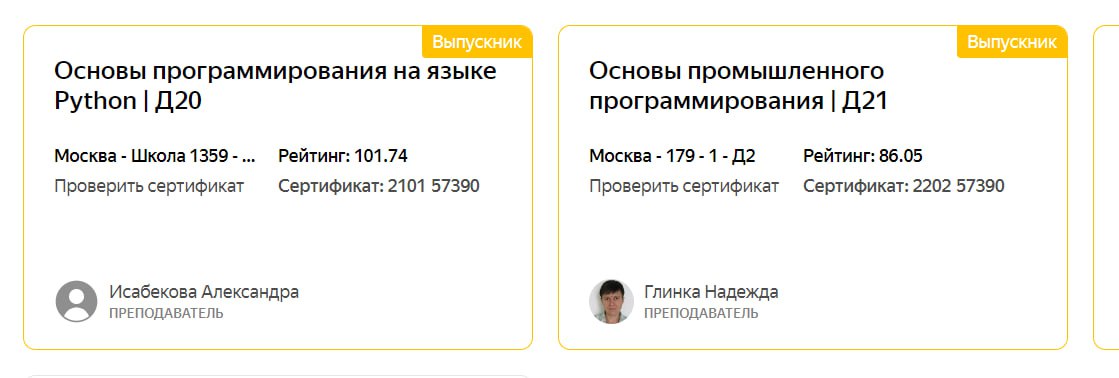 Выпускник
Основы программирования на языке
Python | Д20
Москва - Школа 1359 - ...
Рейтинг: 101.74
Проверить сертификат
Сертификат: 2101 57390
Исабекова Александра
ПРЕПОДАВАТЕЛЬ
Выпускник
Основы промышленного
программирования | Д21
Москва - 179 - 1 - Д2
Рейтинг: 86.05
Проверить сертификат
Сертификат: 2202 57390
Глинка Надежда
ПРЕПОДАВАТЕЛЬ